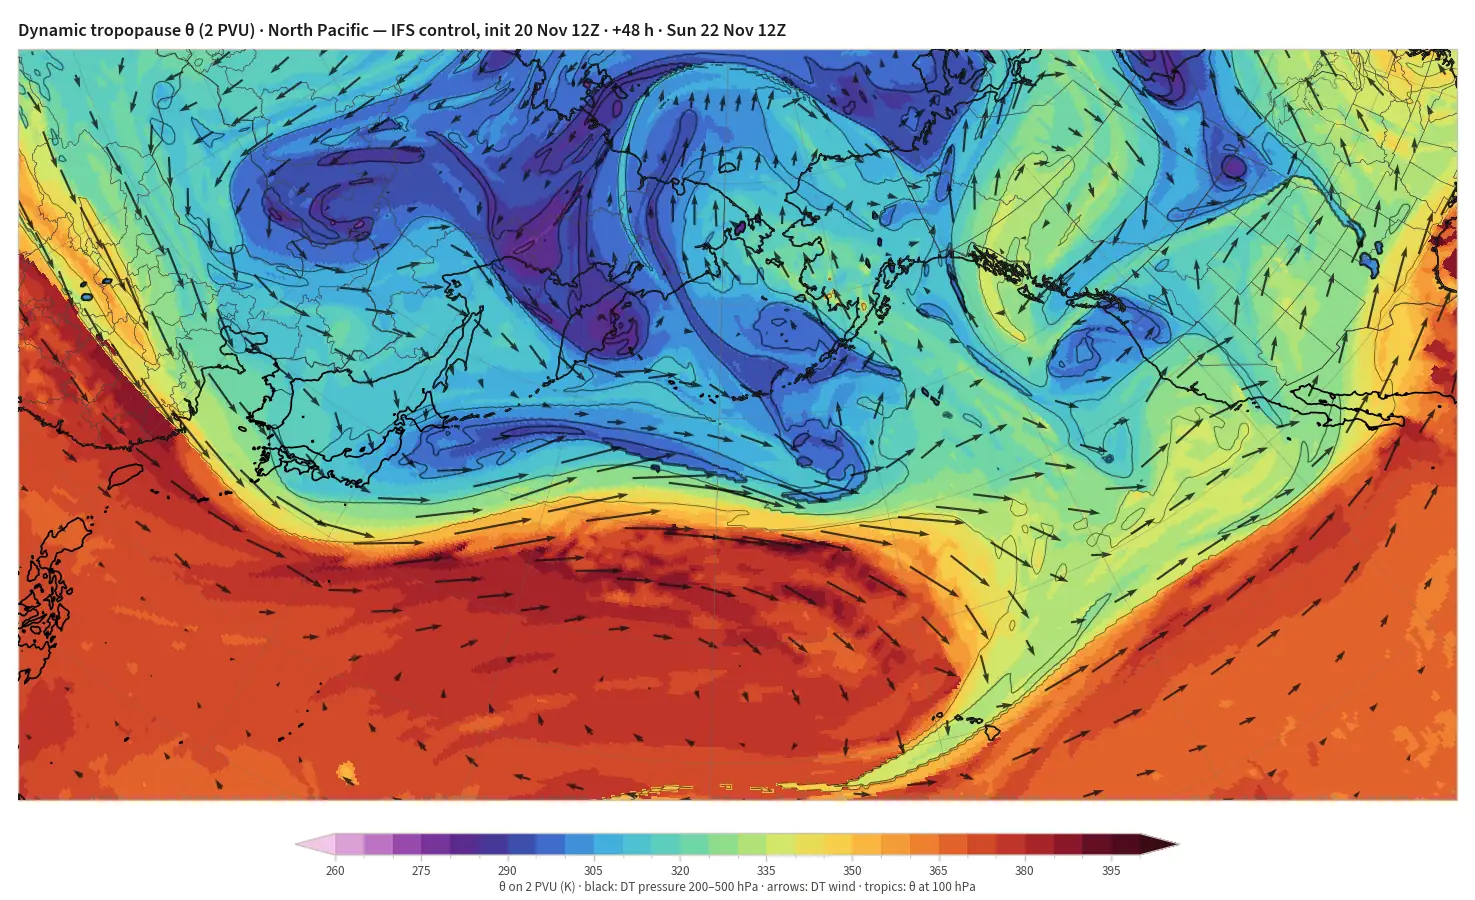 Dynamic tropopause θ (2 PVU) · North Pacific — IFS control, init 20 Nov 12Z · +48 h · Sun 22 Nov 12Z
260 275 290 305 320 335 350 365 380 395
θ on 2 PVU (K) · black: DT pressure 200–500 hPa · arrows: DT wind · tropics: θ at 100 hPa